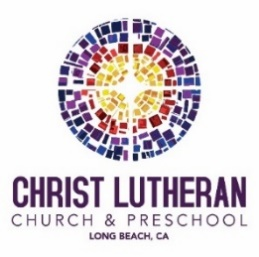 CHRIST LUTHERAN
CHURCH & PRESCHOOL
LONG BEACH, CA